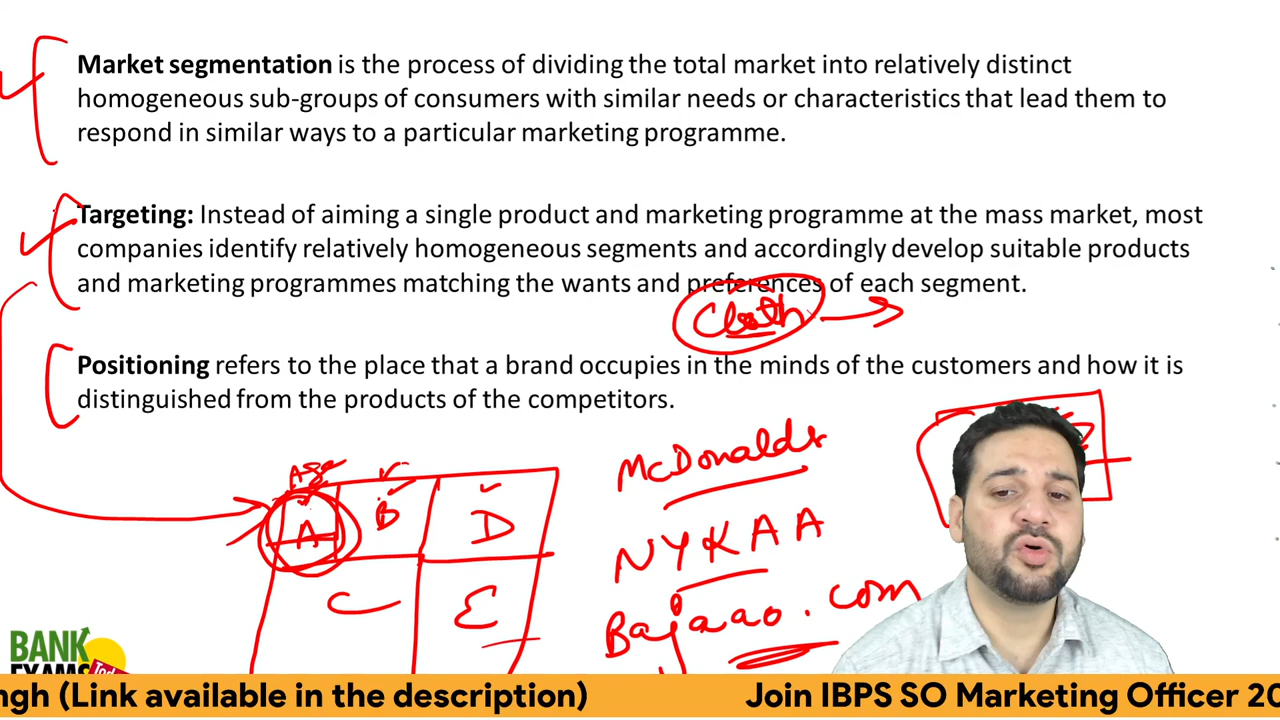 Market segmentation is the process of dividing the total market into relatively distinct
homogeneous sub-groups of consumers with similar needs or characteristics that lead them to
respond in similar ways to a particular marketing programme.
Targeting: Instead of aiming a single product and marketing programme at the mass market, most
companies identify relatively homogeneous segments and accordingly develop suitable products
and marketing programmes matching the wants and preferences of each segment.
Cloth
Positioning refers to the place that a brand occupies in the minds of the customers and how it is
distinguished from the products of the competitors.
McDonalds
Age
A B D
NYKAA
C E
Bajaao.com
BANK
EXAMS Today
ngh (Link available in the description) Join IBPS SO Marketing Officer 20